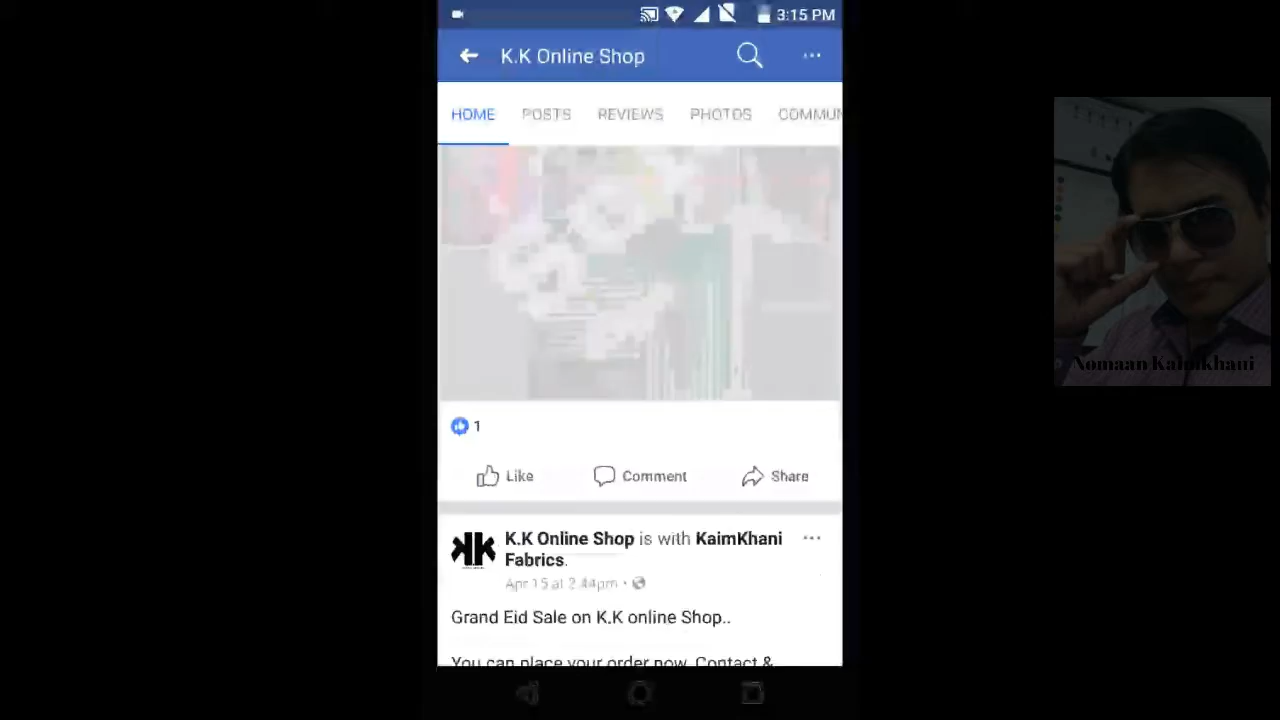 3:15 PM
K.K Online Shop
HOME POSTS REVIEWS PHOTOS COMMUN
1
Like Comment Share
K.K Online Shop is with KaimKhani
Fabrics.
Apr 15 at 2:44pm
Grand Eid Sale on K.K online Shop..
You can place your order now. Contact &
Nomaan Kaimkhani